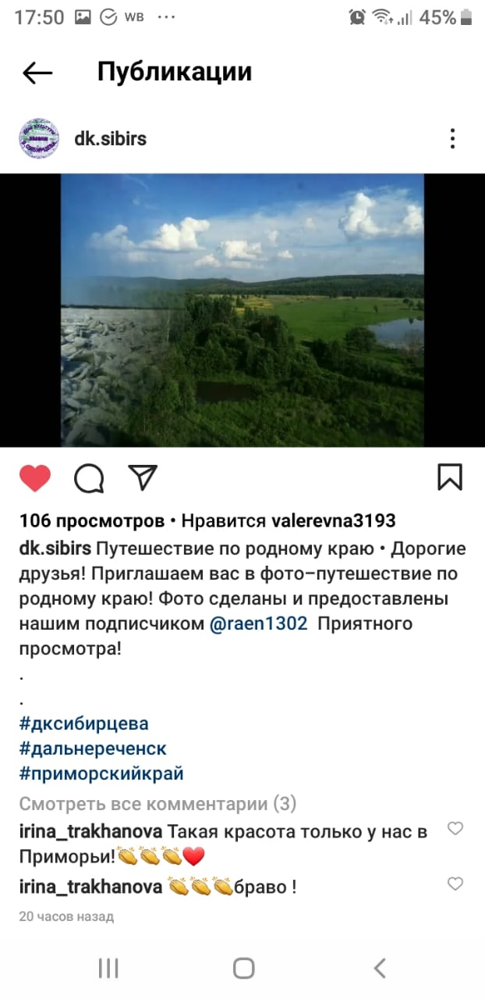 17:50 WB ... 45%
Публикации
dk.sibirs
106 просмотров • Нравится valerevna3193
dk.sibirs Путешествие по родному краю • Дорогие
друзья! Приглашаем вас в фото-путешествие по
родному краю! Фото сделаны и предоставлены
нашим подписчиком @raen1302 Приятного
просмотра!
.
.
#дксибирцева
#дальнереченск
#приморскийкрай
Смотреть все комментарии (3)
irina_trakhanova Такая красота только у нас в
Приморьи!👏👏👏❤️
irina_trakhanova 👏👏👏браво !
20 часов назад